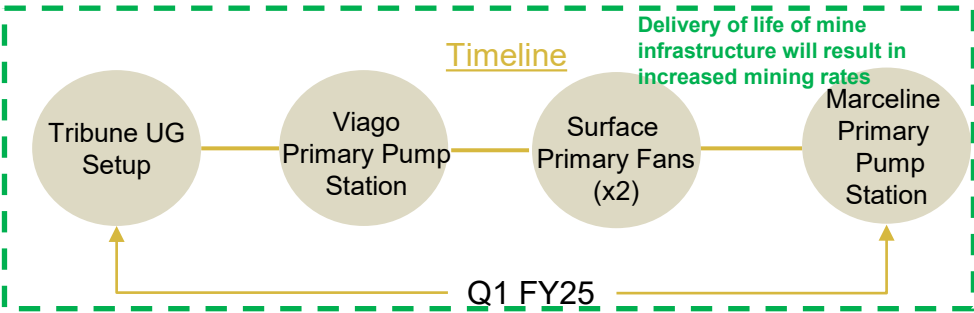 Timeline
Delivery of life of mine
infrastructure will result in
increased mining rates
Tribune UG
Setup
Viago
Primary Pump
Station
Surface
Primary Fans
(x2)
Marceline
Primary
Pump
Station
Q1 FY25